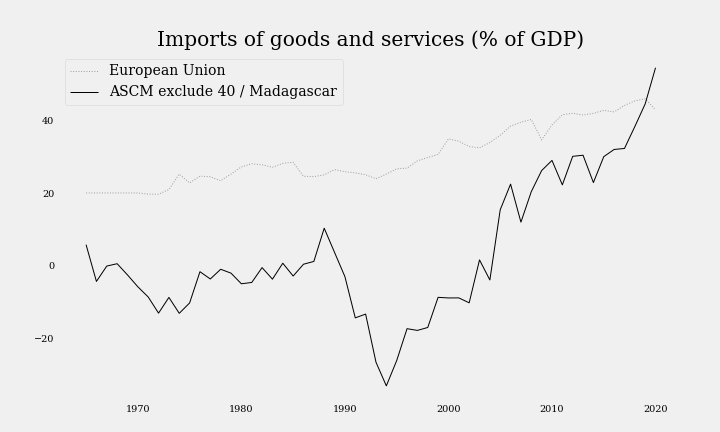 Imports of goods and services (% of GDP)
European Union
ASCM exclude 40 / Madagascar
40
20
0
−20
1970 1980 1990 2000 2010 2020